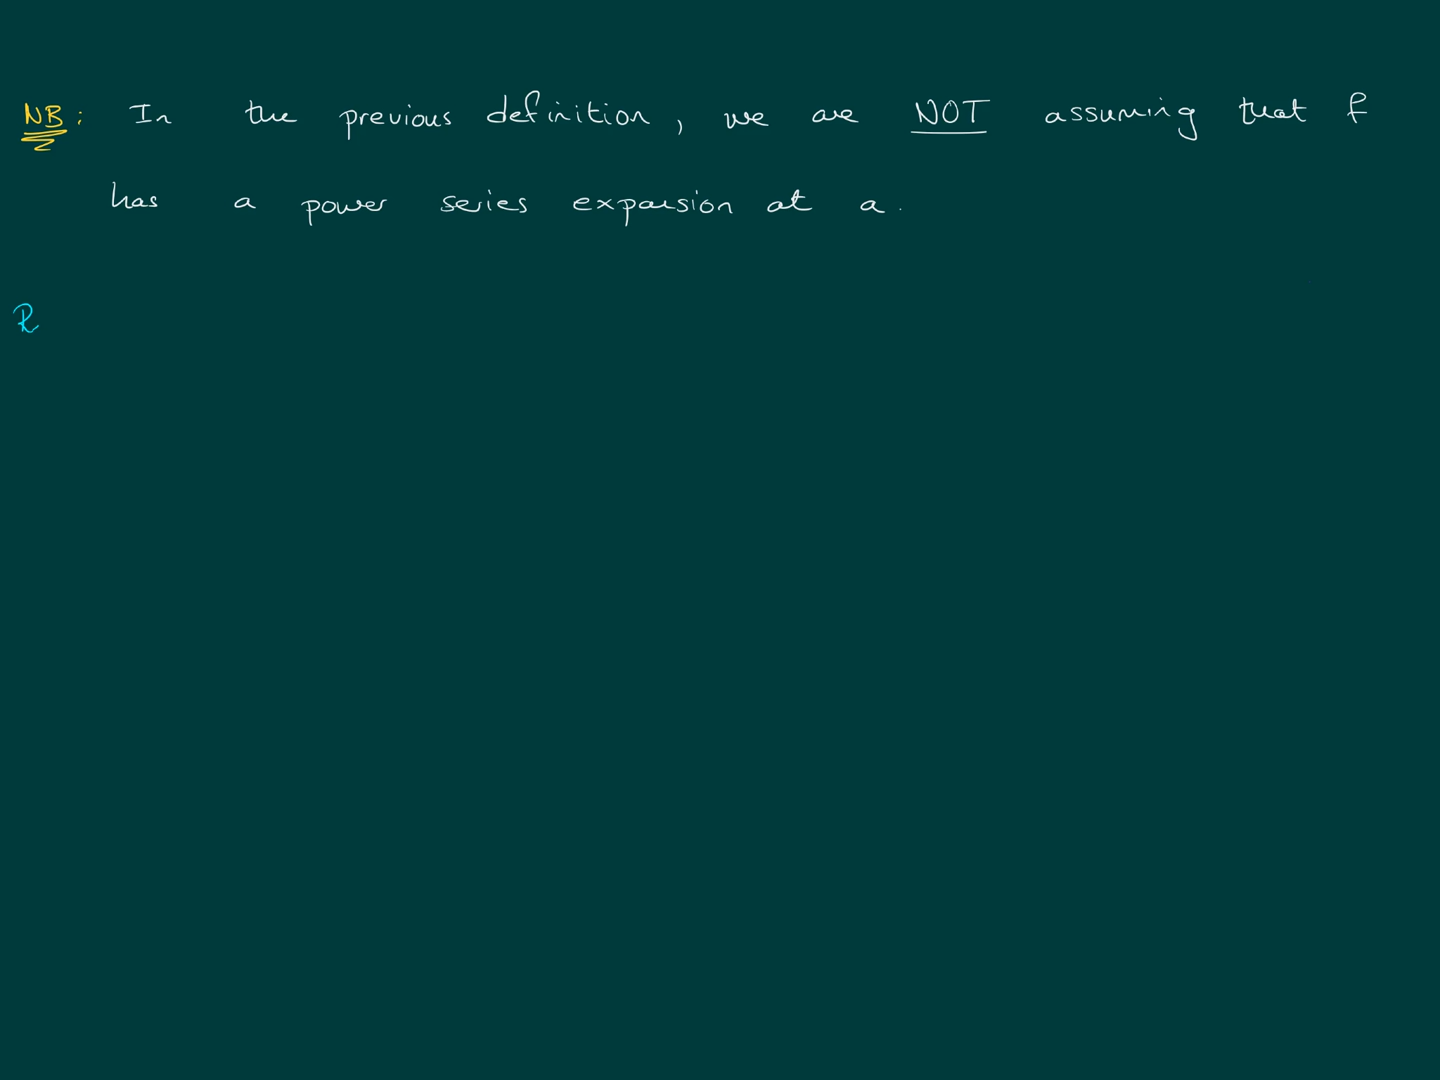 NB: In the previous definition, we are NOT assuming that f
has a power series expansion at a.
R